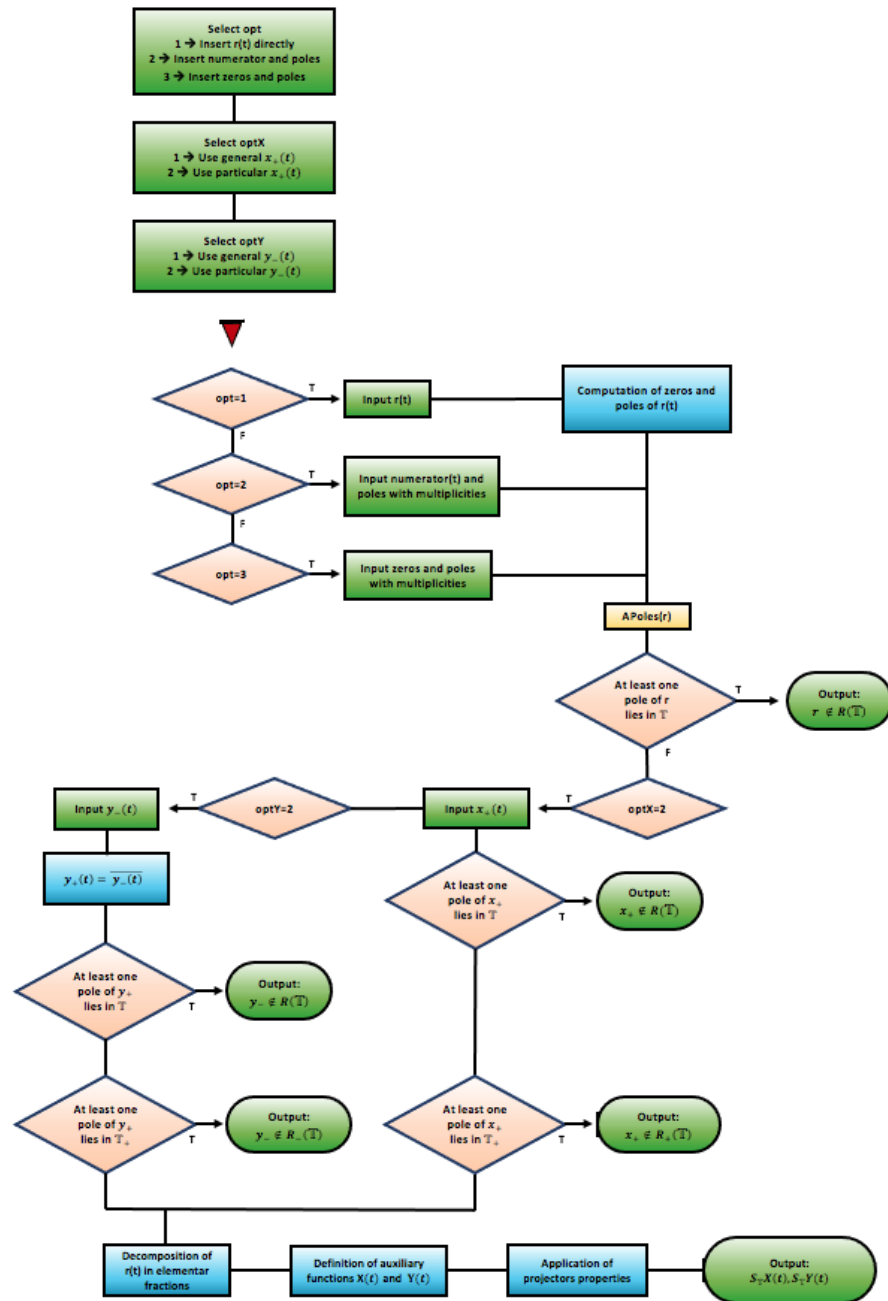 Select opt
1 → Insert r(t) directly
2 → Insert numerator and poles
3 → Insert zeros and poles
Select optX
1 → Use general x₊(t)
2 → Use particular x₊(t)
Select optY
1 → Use general y₋(t)
2 → Use particular y₋(t)
opt=1
T
Input r(t)
Computation of zeros and
poles of r(t)
F
opt=2
T
Input numerator(t) and
poles with multiplicities
F
opt=3
T
Input zeros and poles
with multiplicities
APoles(r)
At least one
pole of r
lies in 𝕋
T
Output:
r ∉ R(𝕋)
F
optX=2
T
Input x₊(t)
optY=2
T
Input y₋(t)
y₊(t) = y̅₋̅(̅t̅)̅
At least one
pole of x₊
lies in 𝕋
T
Output:
x₊ ∉ R(𝕋)
At least one
pole of y₊
lies in 𝕋
T
Output:
y₋ ∉ R(𝕋)
At least one
pole of y₊
lies in 𝕋₊
T
Output:
y₋ ∉ R₋(𝕋)
At least one
pole of x₊
lies in 𝕋₊
T
Output:
x₊ ∉ R₊(𝕋)
Decomposition of
r(t) in elementar
fractions
Definition of auxiliary
functions X(t) and Y(t)
Application of
projectors properties
Output:
S_𝕋X(t), S_𝕋Y(t)